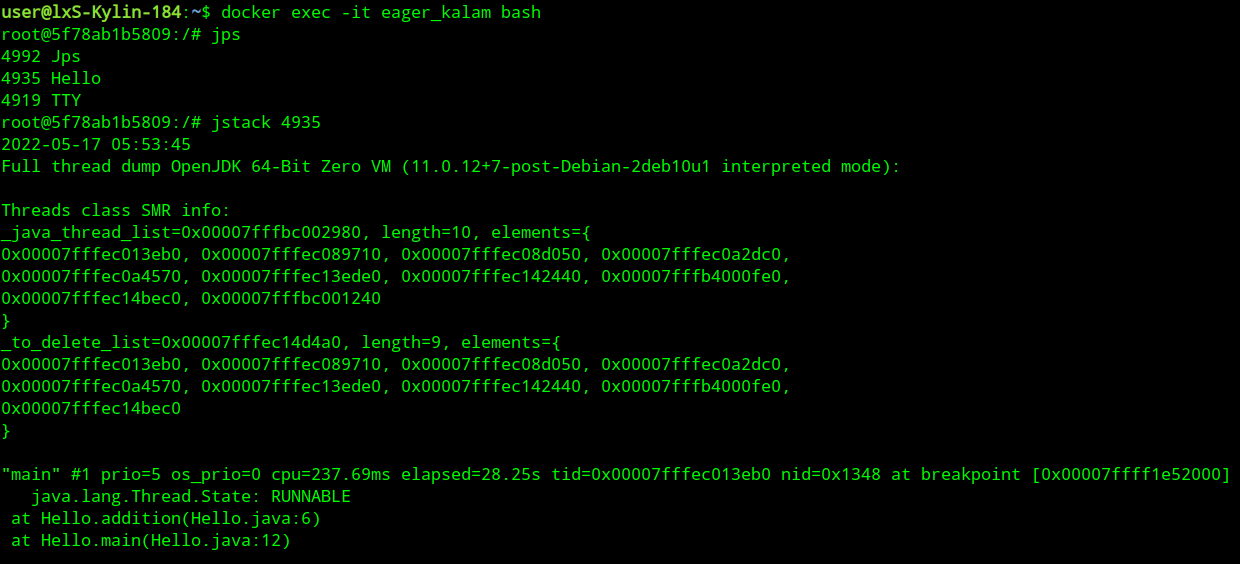 user@lxS-Kylin-184:~$ docker exec -it eager_kalam bash
root@5f78ab1b5809:/# jps
4992 Jps
4935 Hello
4919 TTY
root@5f78ab1b5809:/# jstack 4935
2022-05-17 05:53:45
Full thread dump OpenJDK 64-Bit Zero VM (11.0.12+7-post-Debian-2deb10u1 interpreted mode):

Threads class SMR info:
_java_thread_list=0x00007fffbc002980, length=10, elements={
0x00007fffec013eb0, 0x00007fffec089710, 0x00007fffec08d050, 0x00007fffec0a2dc0,
0x00007fffec0a4570, 0x00007fffec13ede0, 0x00007fffec142440, 0x00007fffb4000fe0,
0x00007fffec14bec0, 0x00007fffbc001240
}
_to_delete_list=0x00007fffec14d4a0, length=9, elements={
0x00007fffec013eb0, 0x00007fffec089710, 0x00007fffec08d050, 0x00007fffec0a2dc0,
0x00007fffec0a4570, 0x00007fffec13ede0, 0x00007fffec142440, 0x00007fffb4000fe0,
0x00007fffec14bec0
}

"main" #1 prio=5 os_prio=0 cpu=237.69ms elapsed=28.25s tid=0x00007fffec013eb0 nid=0x1348 at breakpoint [0x00007ffff1e52000]
   java.lang.Thread.State: RUNNABLE
 at Hello.addition(Hello.java:6)
 at Hello.main(Hello.java:12)